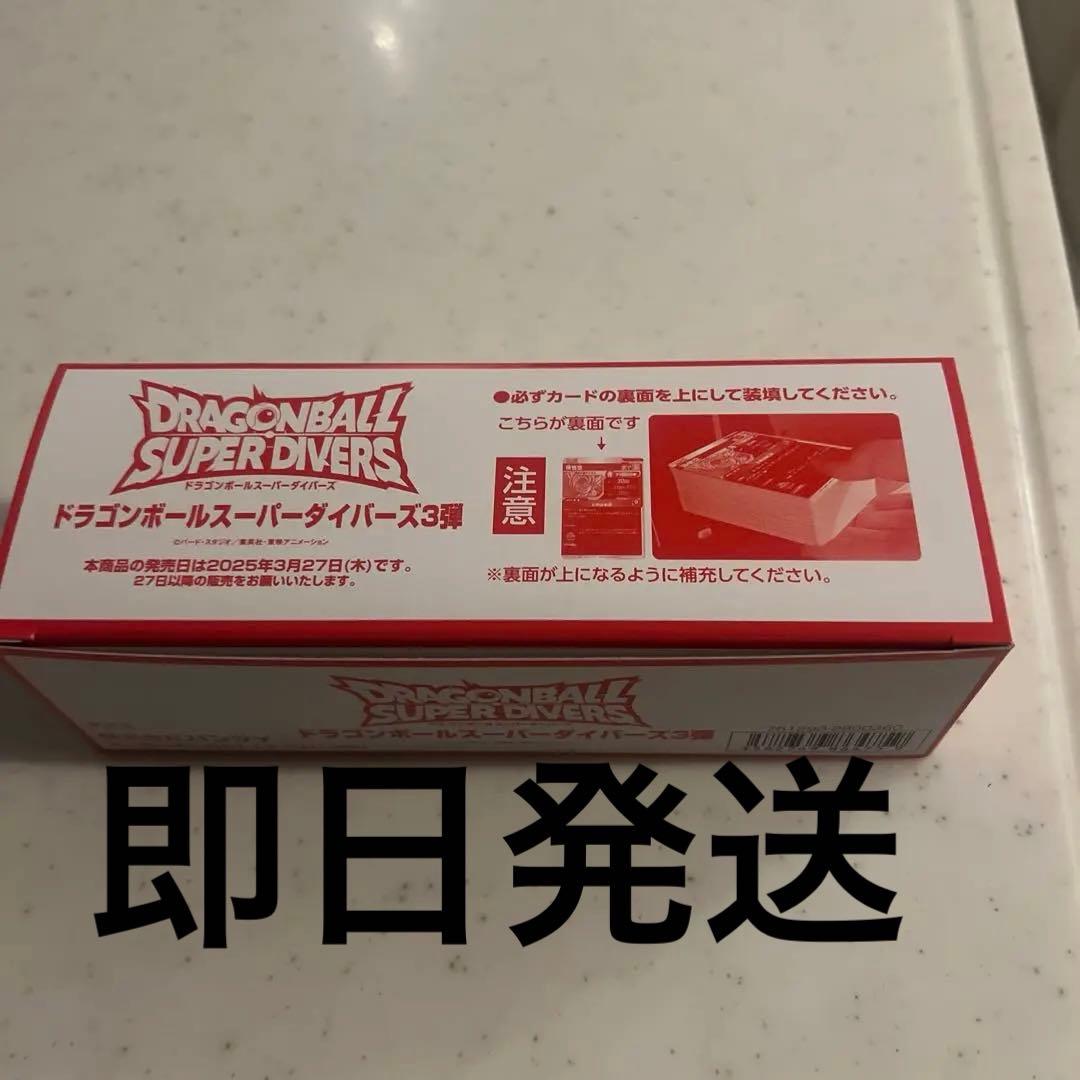 DRAGONBALL
SUPER DIVERS
ドラゴンボールスーパーダイバーズ
ドラゴンボールスーパーダイバーズ3弾
©バード・スタジオ/集英社・東映アニメーション
本商品の発売日は2025年3月27日(木)です。
27日以降の販売をお願いいたします。
●必ずカードの裏面を上にして装填してください。
こちらが裏面です
↓
注意
孫悟空
※裏面が上になるように補充してください。
DRAGONBALL
SUPER DIVERS
ドラゴンボールスーパーダイバーズ3弾
バンダイ
即日発送